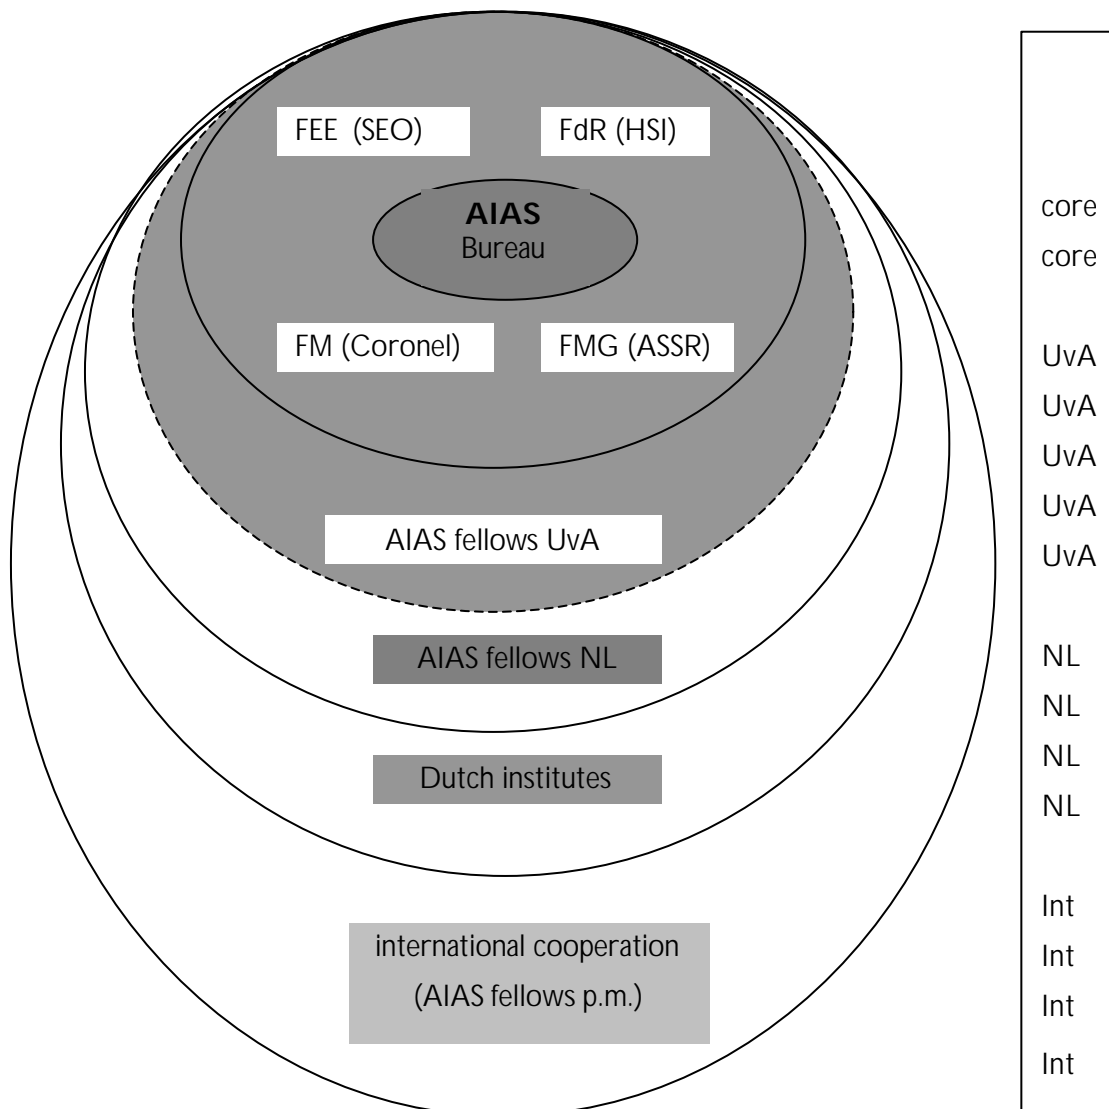 FEE (SEO)
FdR (HSI)
AIAS
Bureau
FM (Coronel)
FMG (ASSR)
AIAS fellows UvA
AIAS fellows NL
Dutch institutes
international cooperation
(AIAS fellows p.m.)
core
core
UvA
UvA
UvA
UvA
UvA
NL
NL
NL
NL
Int
Int
Int
Int